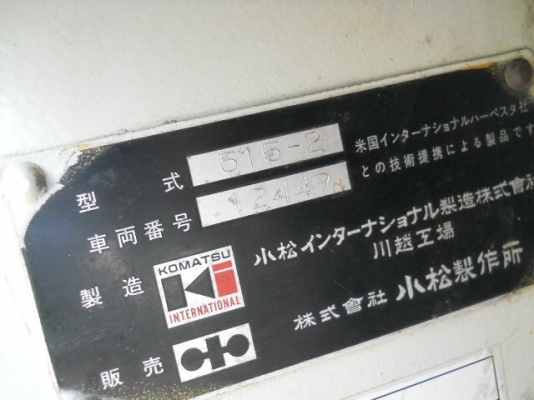 型式 515-2
車両番号 12447
米国インターナショナルハーベスタ社
との技術提携による製品です
製造 KOMATSU INTERNATIONAL
小松インターナショナル製造株式會社
川越工場
販売 株式會社 小松製作所